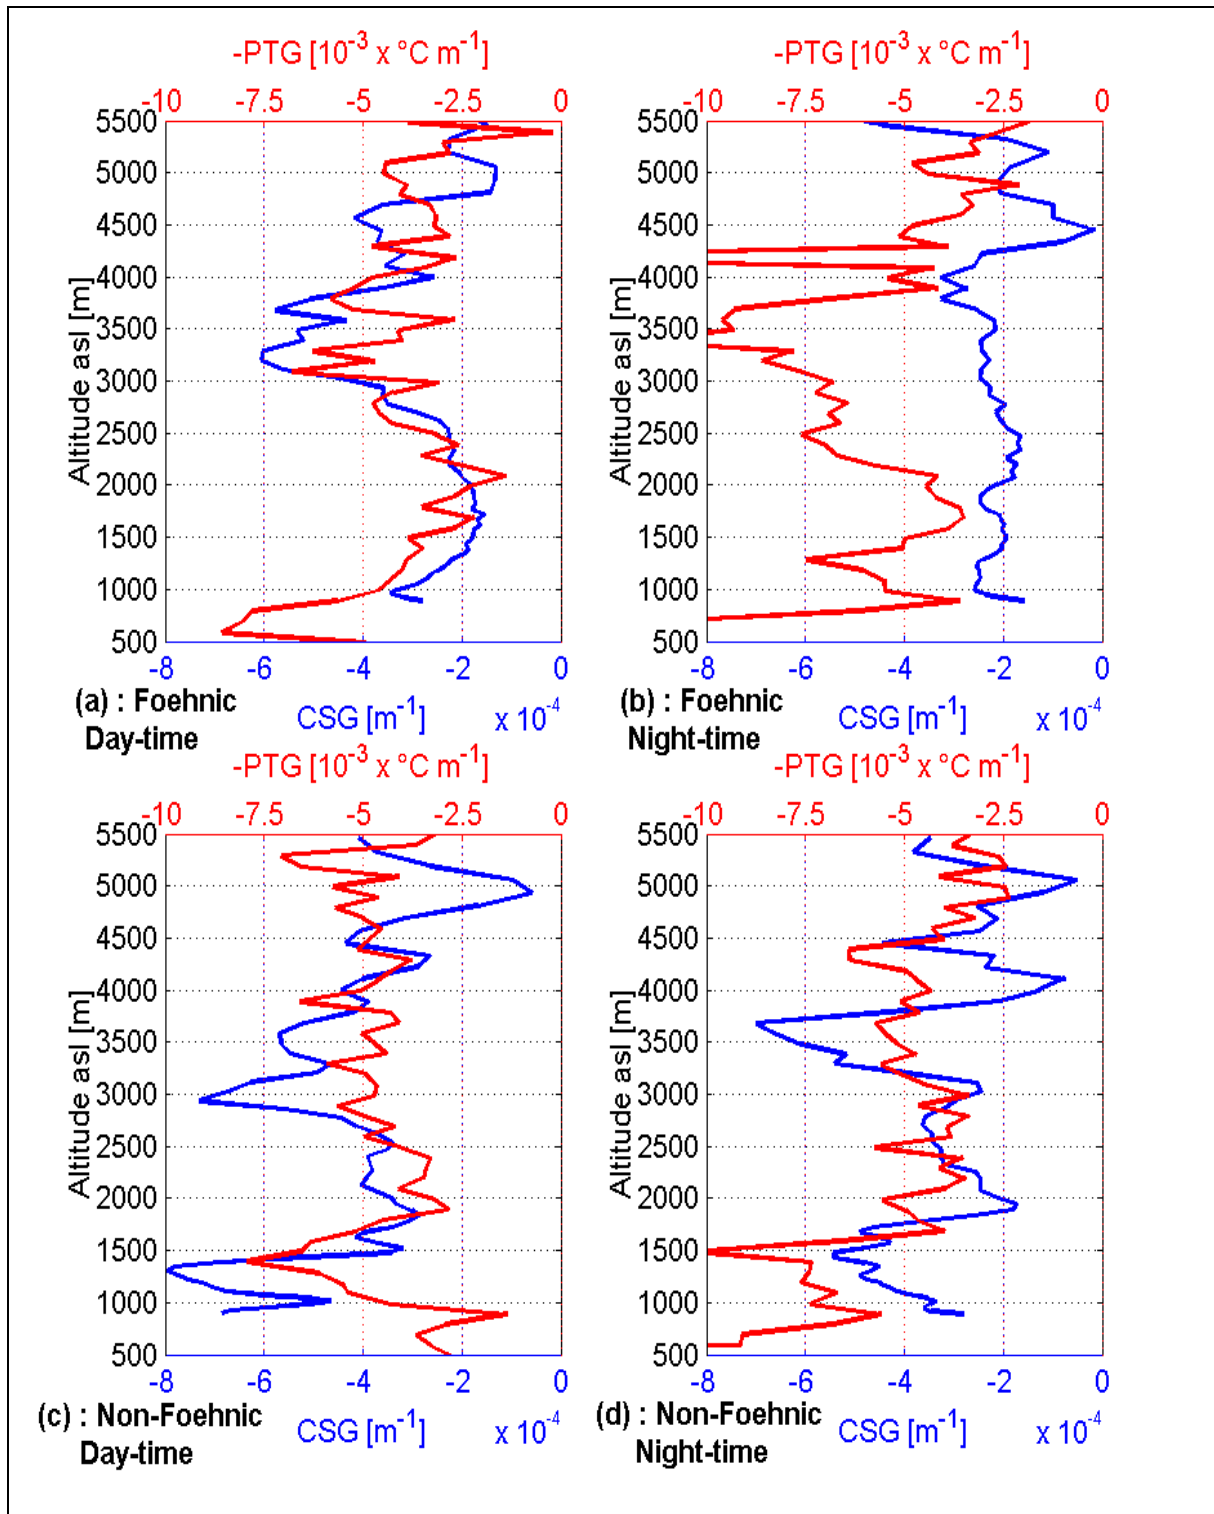 -PTG [10-3 x °C m-1]
-10 -7.5 -5 -2.5 0
5500
5000
4500
4000
3500
3000
2500
2000
1500
1000
500
Altitude asl [m]
-8 -6 -4 -2 0
CSG [m-1] x 10-4
(a) : Foehnic
Day-time
-PTG [10-3 x °C m-1]
-10 -7.5 -5 -2.5 0
5500
5000
4500
4000
3500
3000
2500
2000
1500
1000
500
Altitude asl [m]
-8 -6 -4 -2 0
CSG [m-1] x 10-4
(b) : Foehnic
Night-time
-PTG [10-3 x °C m-1]
-10 -7.5 -5 -2.5 0
5500
5000
4500
4000
3500
3000
2500
2000
1500
1000
500
Altitude asl [m]
-8 -6 -4 -2 0
CSG [m-1] x 10-4
(c) : Non-Foehnic
Day-time
-PTG [10-3 x °C m-1]
-10 -7.5 -5 -2.5 0
5500
5000
4500
4000
3500
3000
2500
2000
1500
1000
500
Altitude asl [m]
-8 -6 -4 -2 0
CSG [m-1] x 10-4
(d) : Non-Foehnic
Night-time